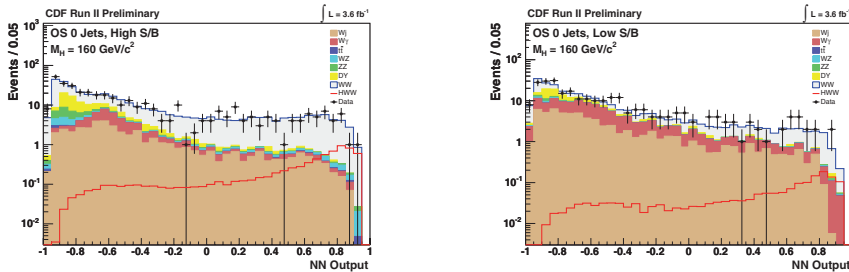 CDF Run II Preliminary
∫ L = 3.6 fb⁻¹
OS 0 Jets, High S/B
M_H = 160 GeV/c²
Wj
Wγ
tt̄
WZ
ZZ
DY
WW
HWW
Data
Events / 0.05
10³
10²
10
1
10⁻¹
10⁻²
-1 -0.8 -0.6 -0.4 -0.2 0 0.2 0.4 0.6 0.8 1
NN Output
CDF Run II Preliminary
∫ L = 3.6 fb⁻¹
OS 0 Jets, Low S/B
M_H = 160 GeV/c²
Wj
Wγ
tt̄
WZ
ZZ
DY
WW
HWW
Data
Events / 0.05
10³
10²
10
1
10⁻¹
10⁻²
-1 -0.8 -0.6 -0.4 -0.2 0 0.2 0.4 0.6 0.8
NN Output